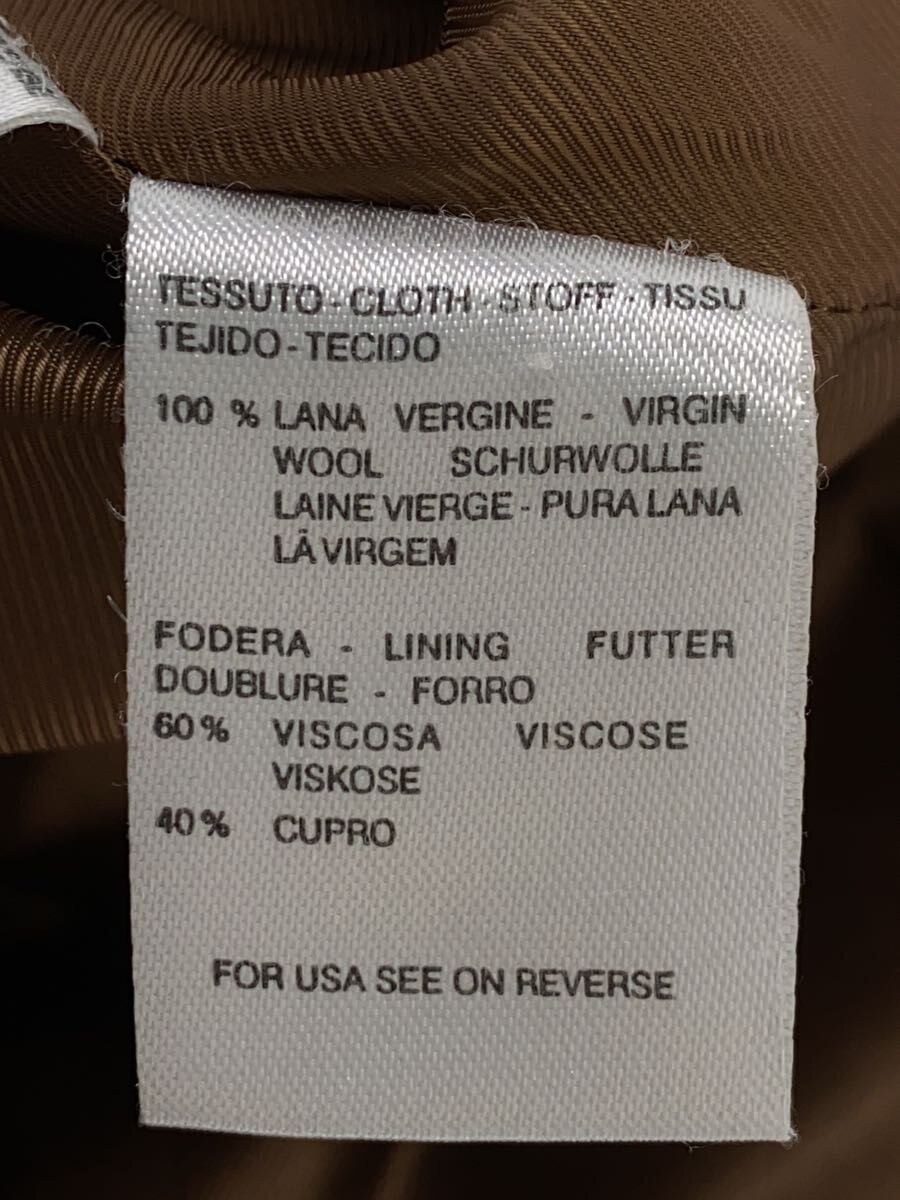 TESSUTO - CLOTH - STOFF - TISSU
TEJIDO - TECIDO
100 % LANA VERGINE - VIRGIN
WOOL SCHURWOLLE
LAINE VIERGE - PURA LANA
LÀ VIRGEM
FODERA - LINING FUTTER
DOUBLURE - FORRO
60% VISCOSA VISCOSE
VISKOSE
40% CUPRO
FOR USA SEE ON REVERSE